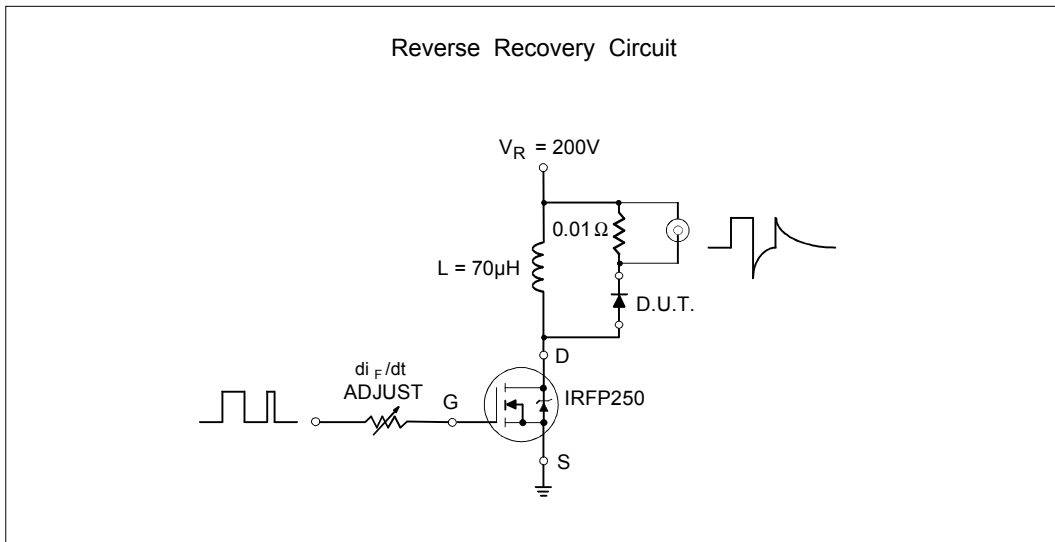 Reverse Recovery Circuit
V_R = 200V
0.01 Ω
L = 70µH
D.U.T.
di_F/dt
ADJUST
D
G
IRFP250
S